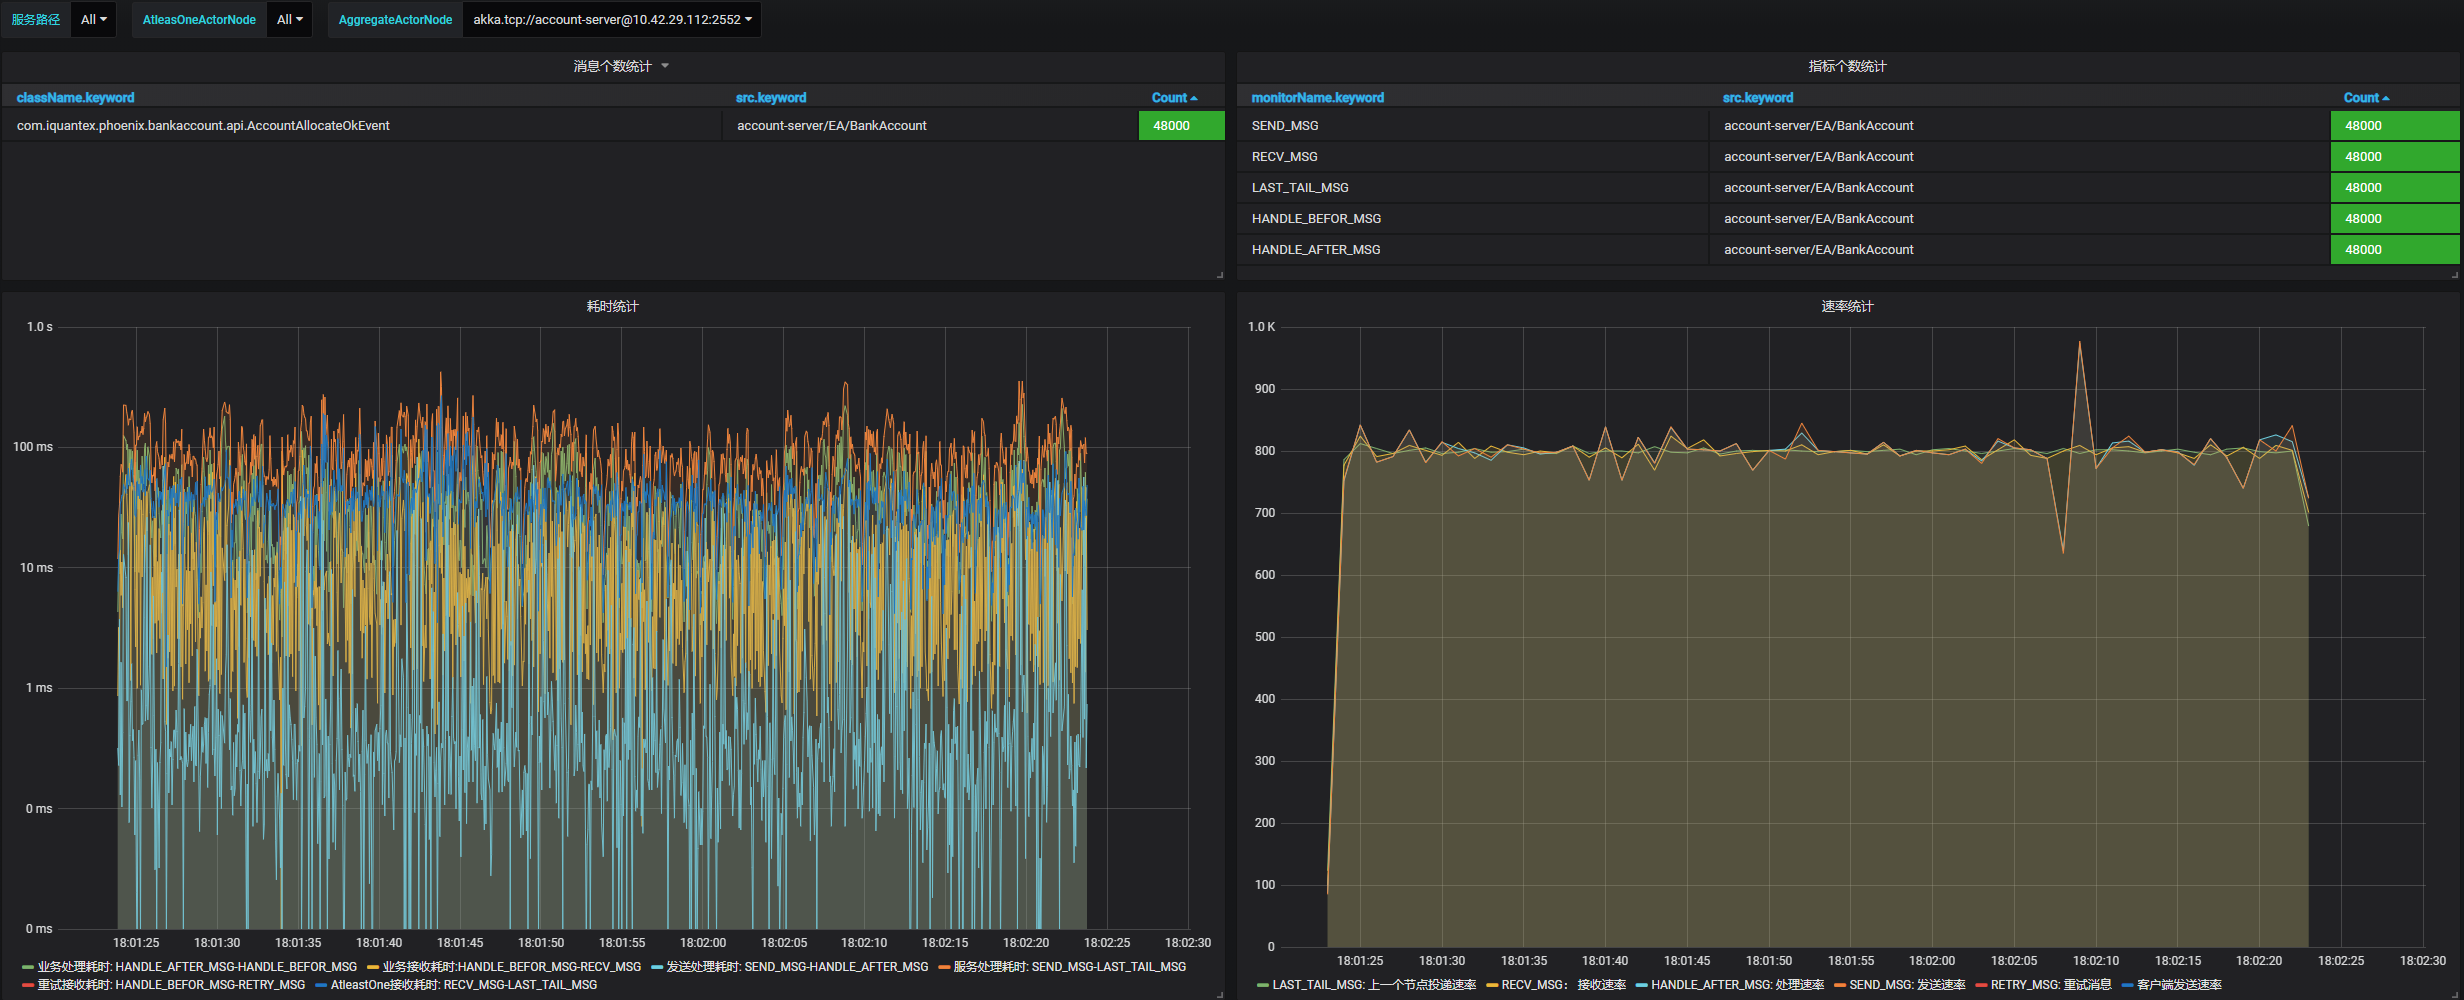 服务路径 All AtleasOneActorNode All AggregateActorNode akka.tcp://account-server@10.42.29.112:2552
消息个数统计
className.keyword src.keyword Count
com.iquantex.phoenix.bankaccount.api.AccountAllocateOkEvent account-server/EA/BankAccount 48000
指标个数统计
monitorName.keyword src.keyword Count
SEND_MSG account-server/EA/BankAccount 48000
RECV_MSG account-server/EA/BankAccount 48000
LAST_TAIL_MSG account-server/EA/BankAccount 48000
HANDLE_BEFOR_MSG account-server/EA/BankAccount 48000
HANDLE_AFTER_MSG account-server/EA/BankAccount 48000
耗时统计
1.0 s
100 ms
10 ms
1 ms
0 ms
0 ms
18:01:25 18:01:30 18:01:35 18:01:40 18:01:45 18:01:50 18:01:55 18:02:00 18:02:05 18:02:10 18:02:15 18:02:20 18:02:25 18:02:30
业务处理耗时: HANDLE_AFTER_MSG-HANDLE_BEFOR_MSG 业务接收耗时:HANDLE_BEFOR_MSG-RECV_MSG 发送处理耗时: SEND_MSG-HANDLE_AFTER_MSG 服务处理耗时: SEND_MSG-LAST_TAIL_MSG
重试接收耗时: HANDLE_BEFOR_MSG-RETRY_MSG AtleastOne接收耗时: RECV_MSG-LAST_TAIL_MSG
速率统计
1.0 K
900
800
700
600
500
400
300
200
100
0
18:01:25 18:01:30 18:01:35 18:01:40 18:01:45 18:01:50 18:01:55 18:02:00 18:02:05 18:02:10 18:02:15 18:02:20 18:02:25 18:02:30
LAST_TAIL_MSG: 上一个节点投递速率 RECV_MSG： 接收速率 HANDLE_AFTER_MSG: 处理速率 SEND_MSG: 发送速率 RETRY_MSG: 重试消息 客户端发送速率